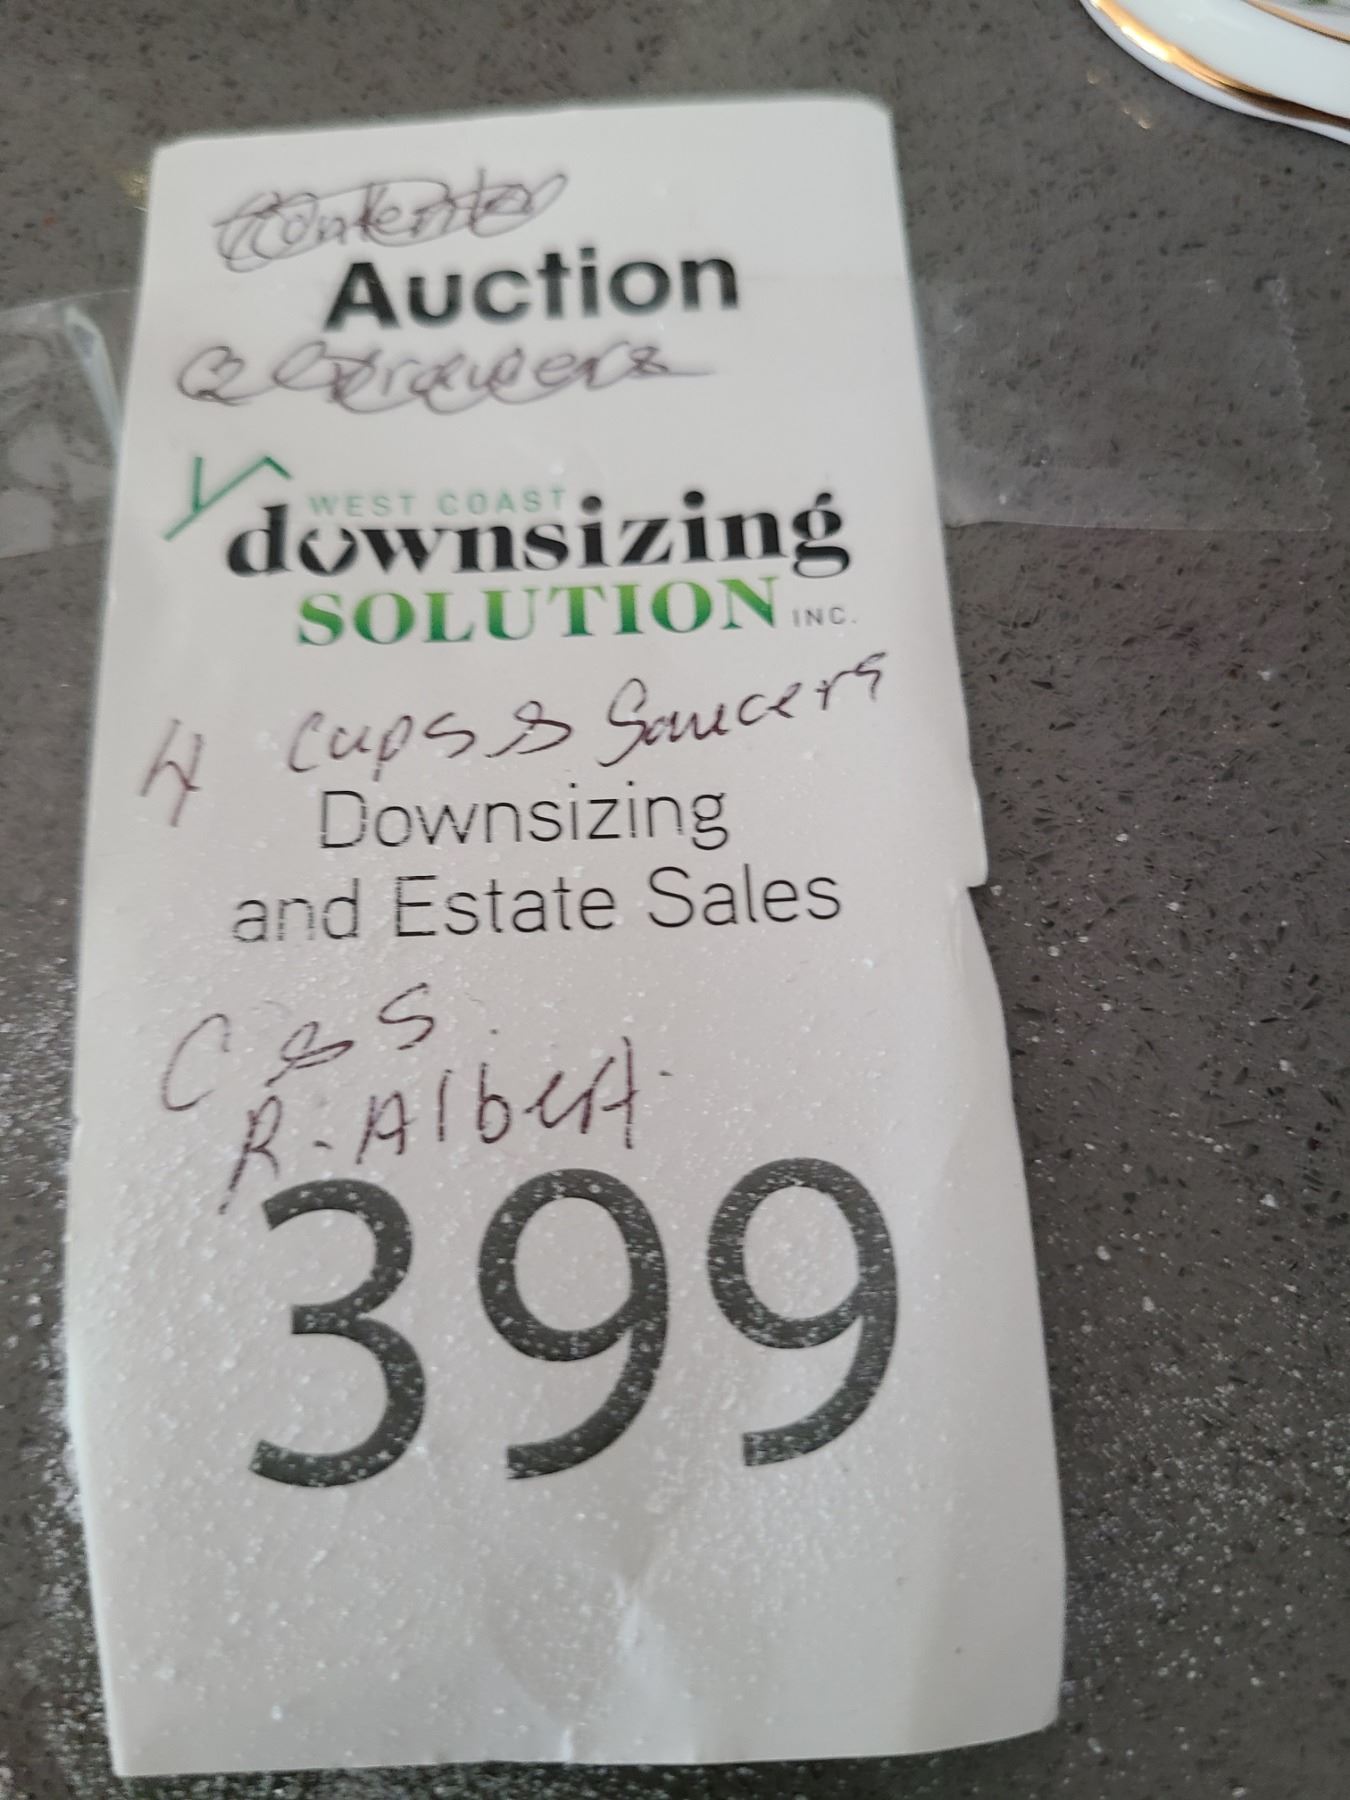 Auction
WEST COAST
downsizing
SOLUTION INC.
4 Cups & Saucers
Downsizing
and Estate Sales
C & S.
R. Albert.
399